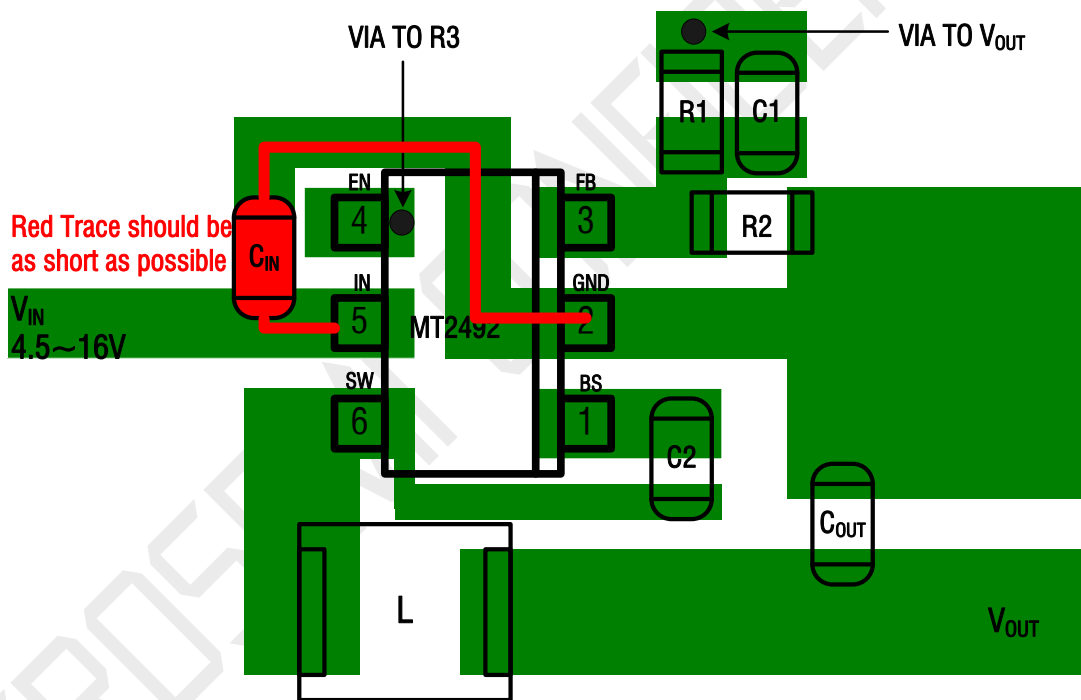 VIA TO R3
VIA TO VOUT
R1
C1
EN
FB
4
3
R2
Red Trace should be
as short as possible
CIN
IN
GND
VIN
5
MT2492
2
4.5~16V
SW
BS
6
1
C2
COUT
L
VOUT